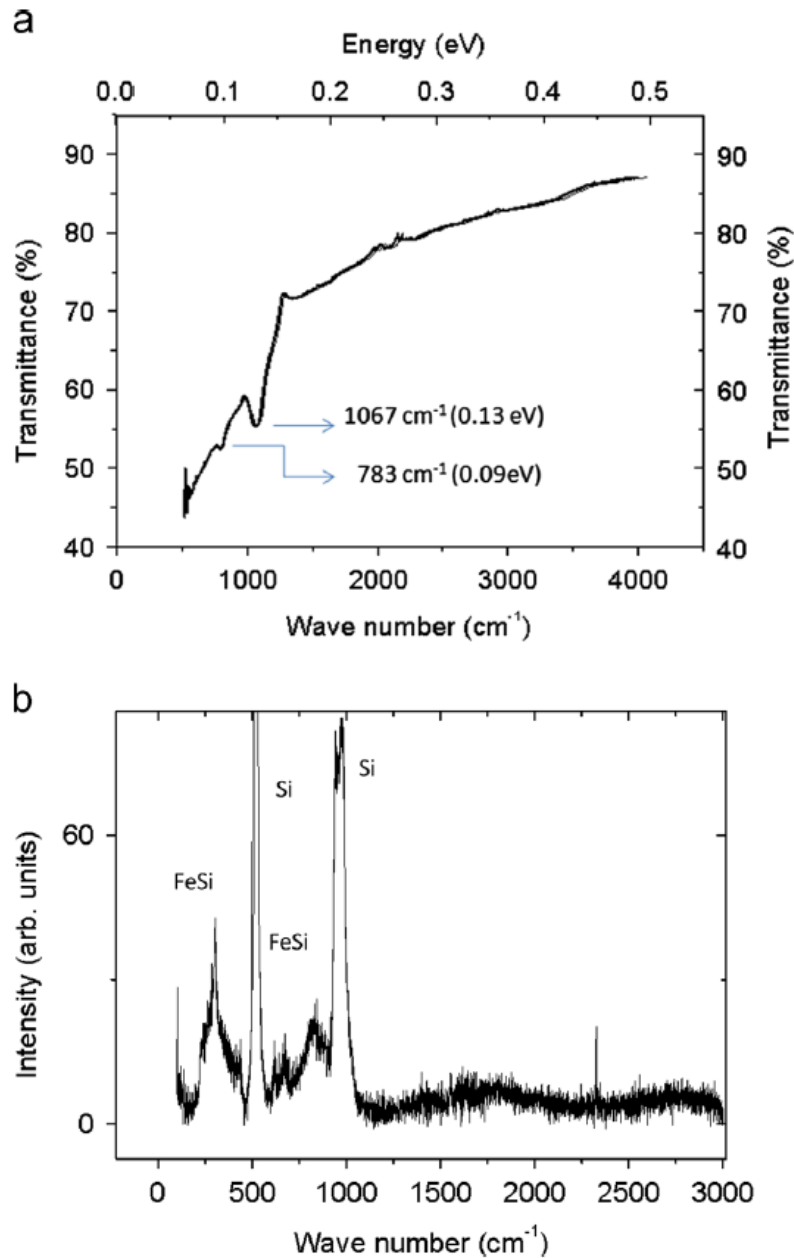 a
Energy (eV)
0.0 0.1 0.2 0.3 0.4 0.5
90 90
80 80
70 70
60 60
50 50
40 40
Transmittance (%)
Transmittance (%)
1067 cm⁻¹ (0.13 eV)
783 cm⁻¹ (0.09eV)
0 1000 2000 3000 4000
Wave number (cm⁻¹)
b
Si
Si
FeSi
FeSi
60
0
Intensity (arb. units)
0 500 1000 1500 2000 2500 3000
Wave number (cm⁻¹)